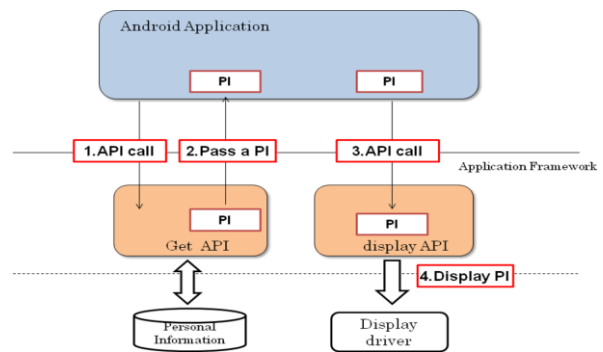 Android Application
PI
PI
1.API call
2.Pass a PI
3.API call
Application Framework
PI
Get API
PI
display API
4.Display PI
Personal
Information
Display
driver